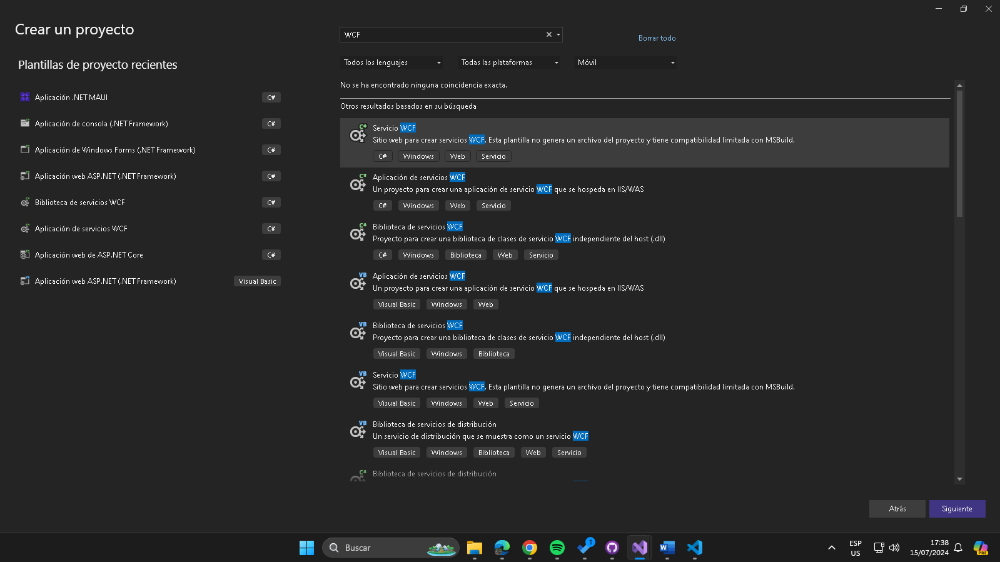 Crear un proyecto
Plantillas de proyecto recientes
Aplicación .NET MAUI C#
Aplicación de consola (.NET Framework) C#
Aplicación de Windows Forms (.NET Framework) C#
Aplicación web ASP.NET (.NET Framework) C#
Biblioteca de servicios WCF C#
Aplicación de servicios WCF C#
Aplicación web de ASP.NET Core C#
Aplicación web ASP.NET (.NET Framework) Visual Basic
WCF
Borrar todo
Todos los lenguajes Todas las plataformas Móvil
No se ha encontrado ninguna coincidencia exacta.
Otros resultados basados en su búsqueda
C#
Servicio WCF
Sitio web para crear servicios WCF. Esta plantilla no genera un archivo del proyecto y tiene compatibilidad limitada con MSBuild.
C# Windows Web Servicio
C#
Aplicación de servicios WCF
Un proyecto para crear una aplicación de servicio WCF que se hospeda en IIS/WAS
C# Windows Web Servicio
C#
Biblioteca de servicios WCF
Proyecto para crear una biblioteca de clases de servicio WCF independiente del host (.dll)
C# Windows Biblioteca Web Servicio
VB
Aplicación de servicios WCF
Un proyecto para crear una aplicación de servicio WCF que se hospeda en IIS/WAS
Visual Basic Windows Web
VB
Biblioteca de servicios WCF
Proyecto para crear una biblioteca de clases de servicio WCF independiente del host (.dll)
Visual Basic Windows Biblioteca
VB
Servicio WCF
Sitio web para crear servicios WCF. Esta plantilla no genera un archivo del proyecto y tiene compatibilidad limitada con MSBuild.
Visual Basic Windows Web Servicio
VB
Biblioteca de servicios de distribución
Un servicio de distribución que se muestra como un servicio WCF
Visual Basic Windows Biblioteca Web Servicio
C#
Biblioteca de servicios de distribución
Atrás Siguiente
Buscar
1
ESP
US
17:38
15/07/2024
PRE